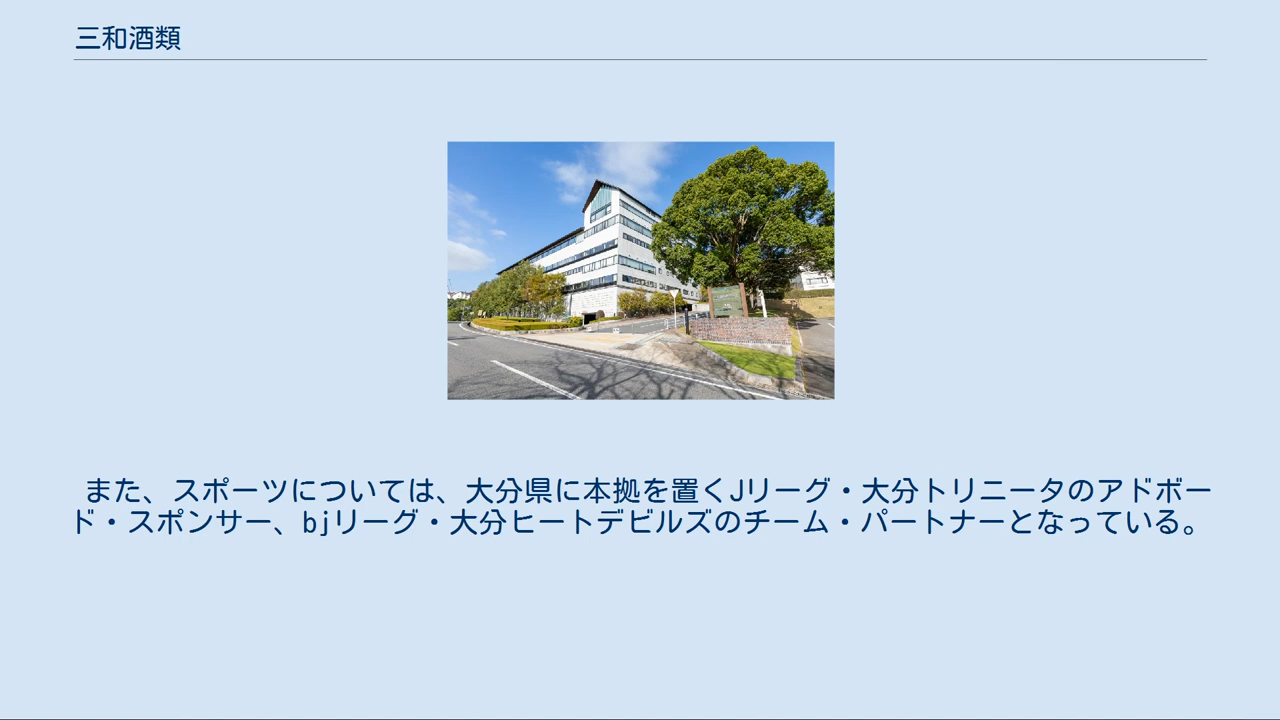 三和酒類
また、スポーツについては、大分県に本拠を置くJリーグ・大分トリニータのアドボー
ド・スポンサー、bjリーグ・大分ヒートデビルズのチーム・パートナーとなっている。